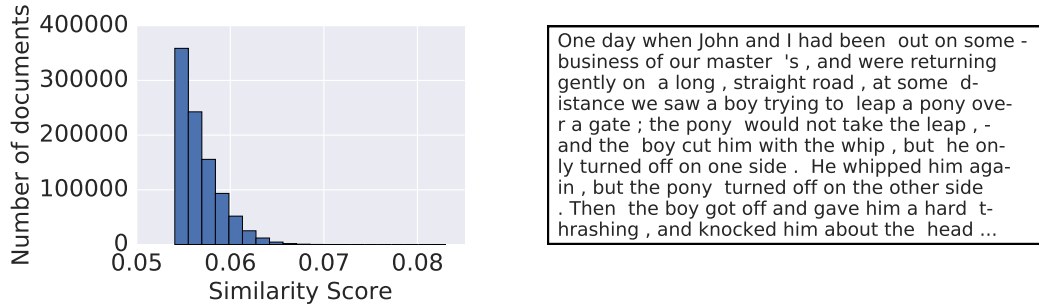 400000
300000
200000
100000
0
Number of documents
0.05 0.06 0.07 0.08
Similarity Score
One day when John and I had been  out on some -
business of our master  's , and were returning
gently on  a long , straight road , at some  d-
istance we saw a boy trying to  leap a pony ove-
r a gate ; the pony  would not take the leap , -
and the  boy cut him with the whip , but  he on-
ly turned off on one side .  He whipped him aga-
in , but the pony  turned off on the other side
. Then  the boy got off and gave him a hard  t-
hrashing , and knocked him about the  head ...